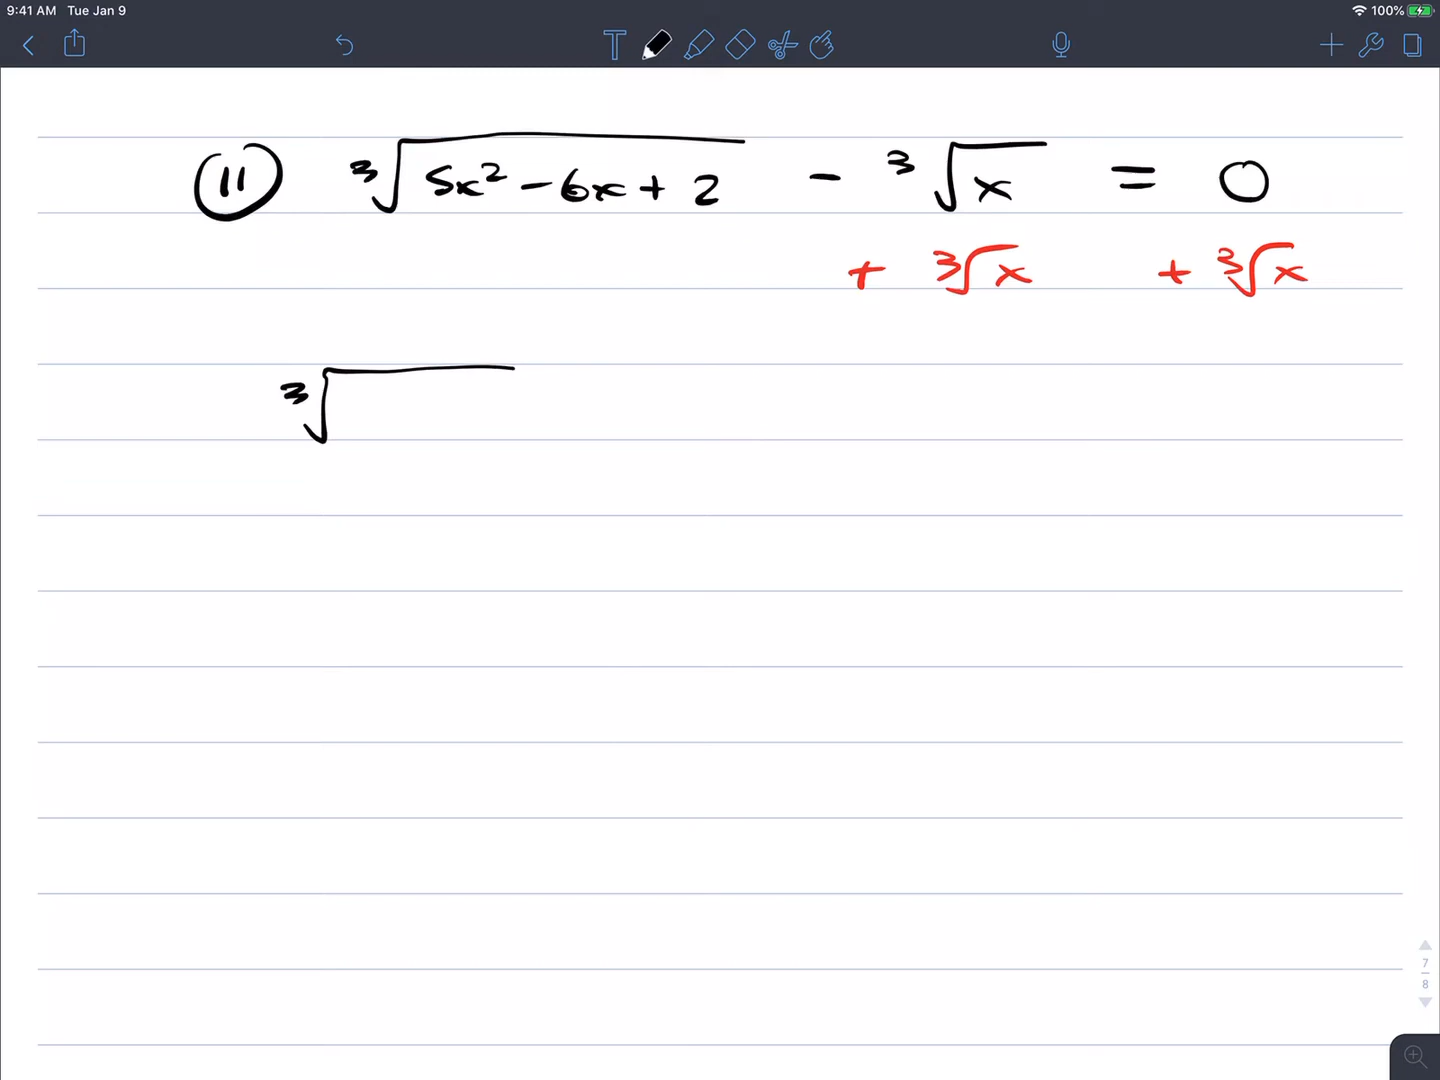 9:41 AM Tue Jan 9 100%
T
⑪ ∛(5x² - 6x + 2) - ∛x = 0
+ ∛x + ∛x
∛
7
8